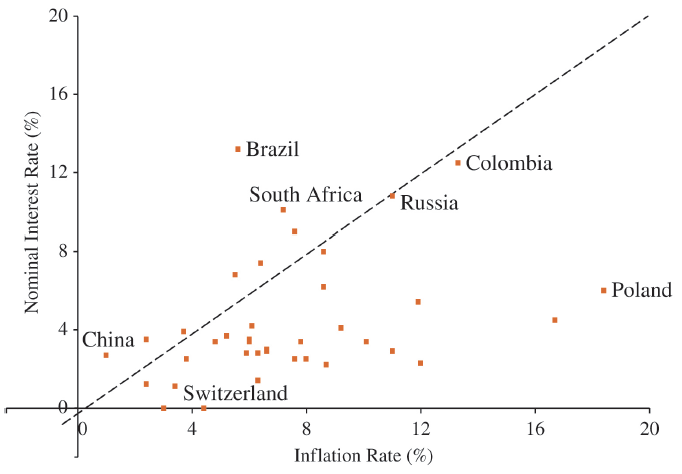 20
16
Nominal Interest Rate (%)
Brazil
12
Colombia
South Africa
Russia
8
Poland
4
China
Switzerland
0
0 4 8 12 16 20
Inflation Rate (%)